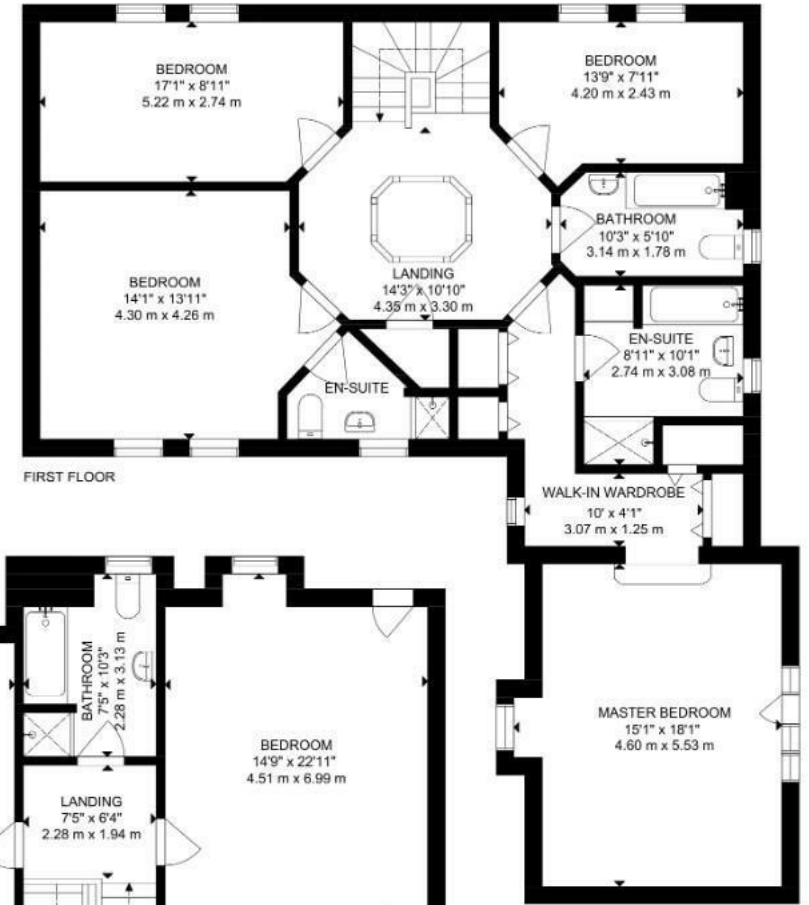 BEDROOM
17'1" x 8'11"
5.22 m x 2.74 m
BEDROOM
13'9" x 7'11"
4.20 m x 2.43 m
BATHROOM
10'3" x 5'10"
3.14 m x 1.78 m
BEDROOM
14'1" x 13'11"
4.30 m x 4.26 m
LANDING
14'3" x 10'10"
4.35 m x 3.30 m
EN-SUITE
8'11" x 10'1"
2.74 m x 3.08 m
EN-SUITE
FIRST FLOOR
WALK-IN WARDROBE
10' x 4'1"
3.07 m x 1.25 m
BATHROOM
7'5" x 10'3"
2.28 m x 3.13 m
BEDROOM
14'9" x 22'11"
4.51 m x 6.99 m
MASTER BEDROOM
15'1" x 18'1"
4.60 m x 5.53 m
LANDING
7'5" x 6'4"
2.28 m x 1.94 m